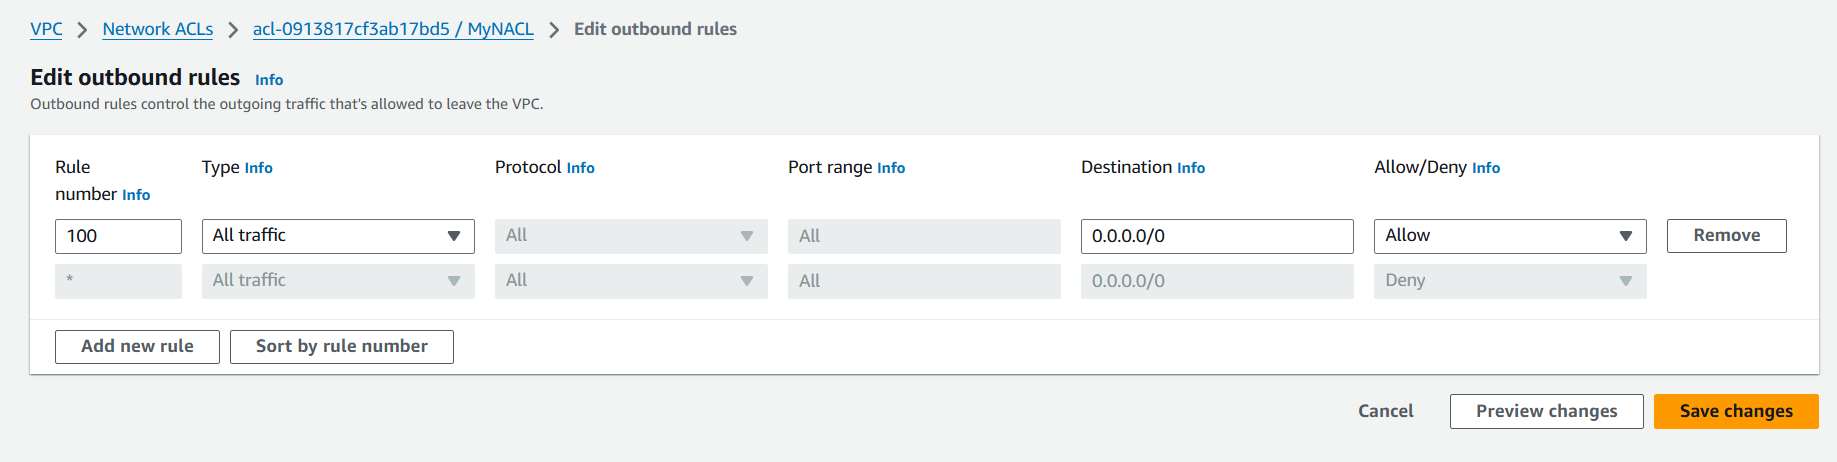 VPC > Network ACLs > acl-0913817cf3ab17bd5 / MyNACL > Edit outbound rules
Edit outbound rules Info
Outbound rules control the outgoing traffic that's allowed to leave the VPC.
Rule number Info Type Info Protocol Info Port range Info Destination Info Allow/Deny Info
100 All traffic All All 0.0.0.0/0 Allow Remove
* All traffic All All 0.0.0.0/0 Deny
Add new rule Sort by rule number
Cancel Preview changes Save changes